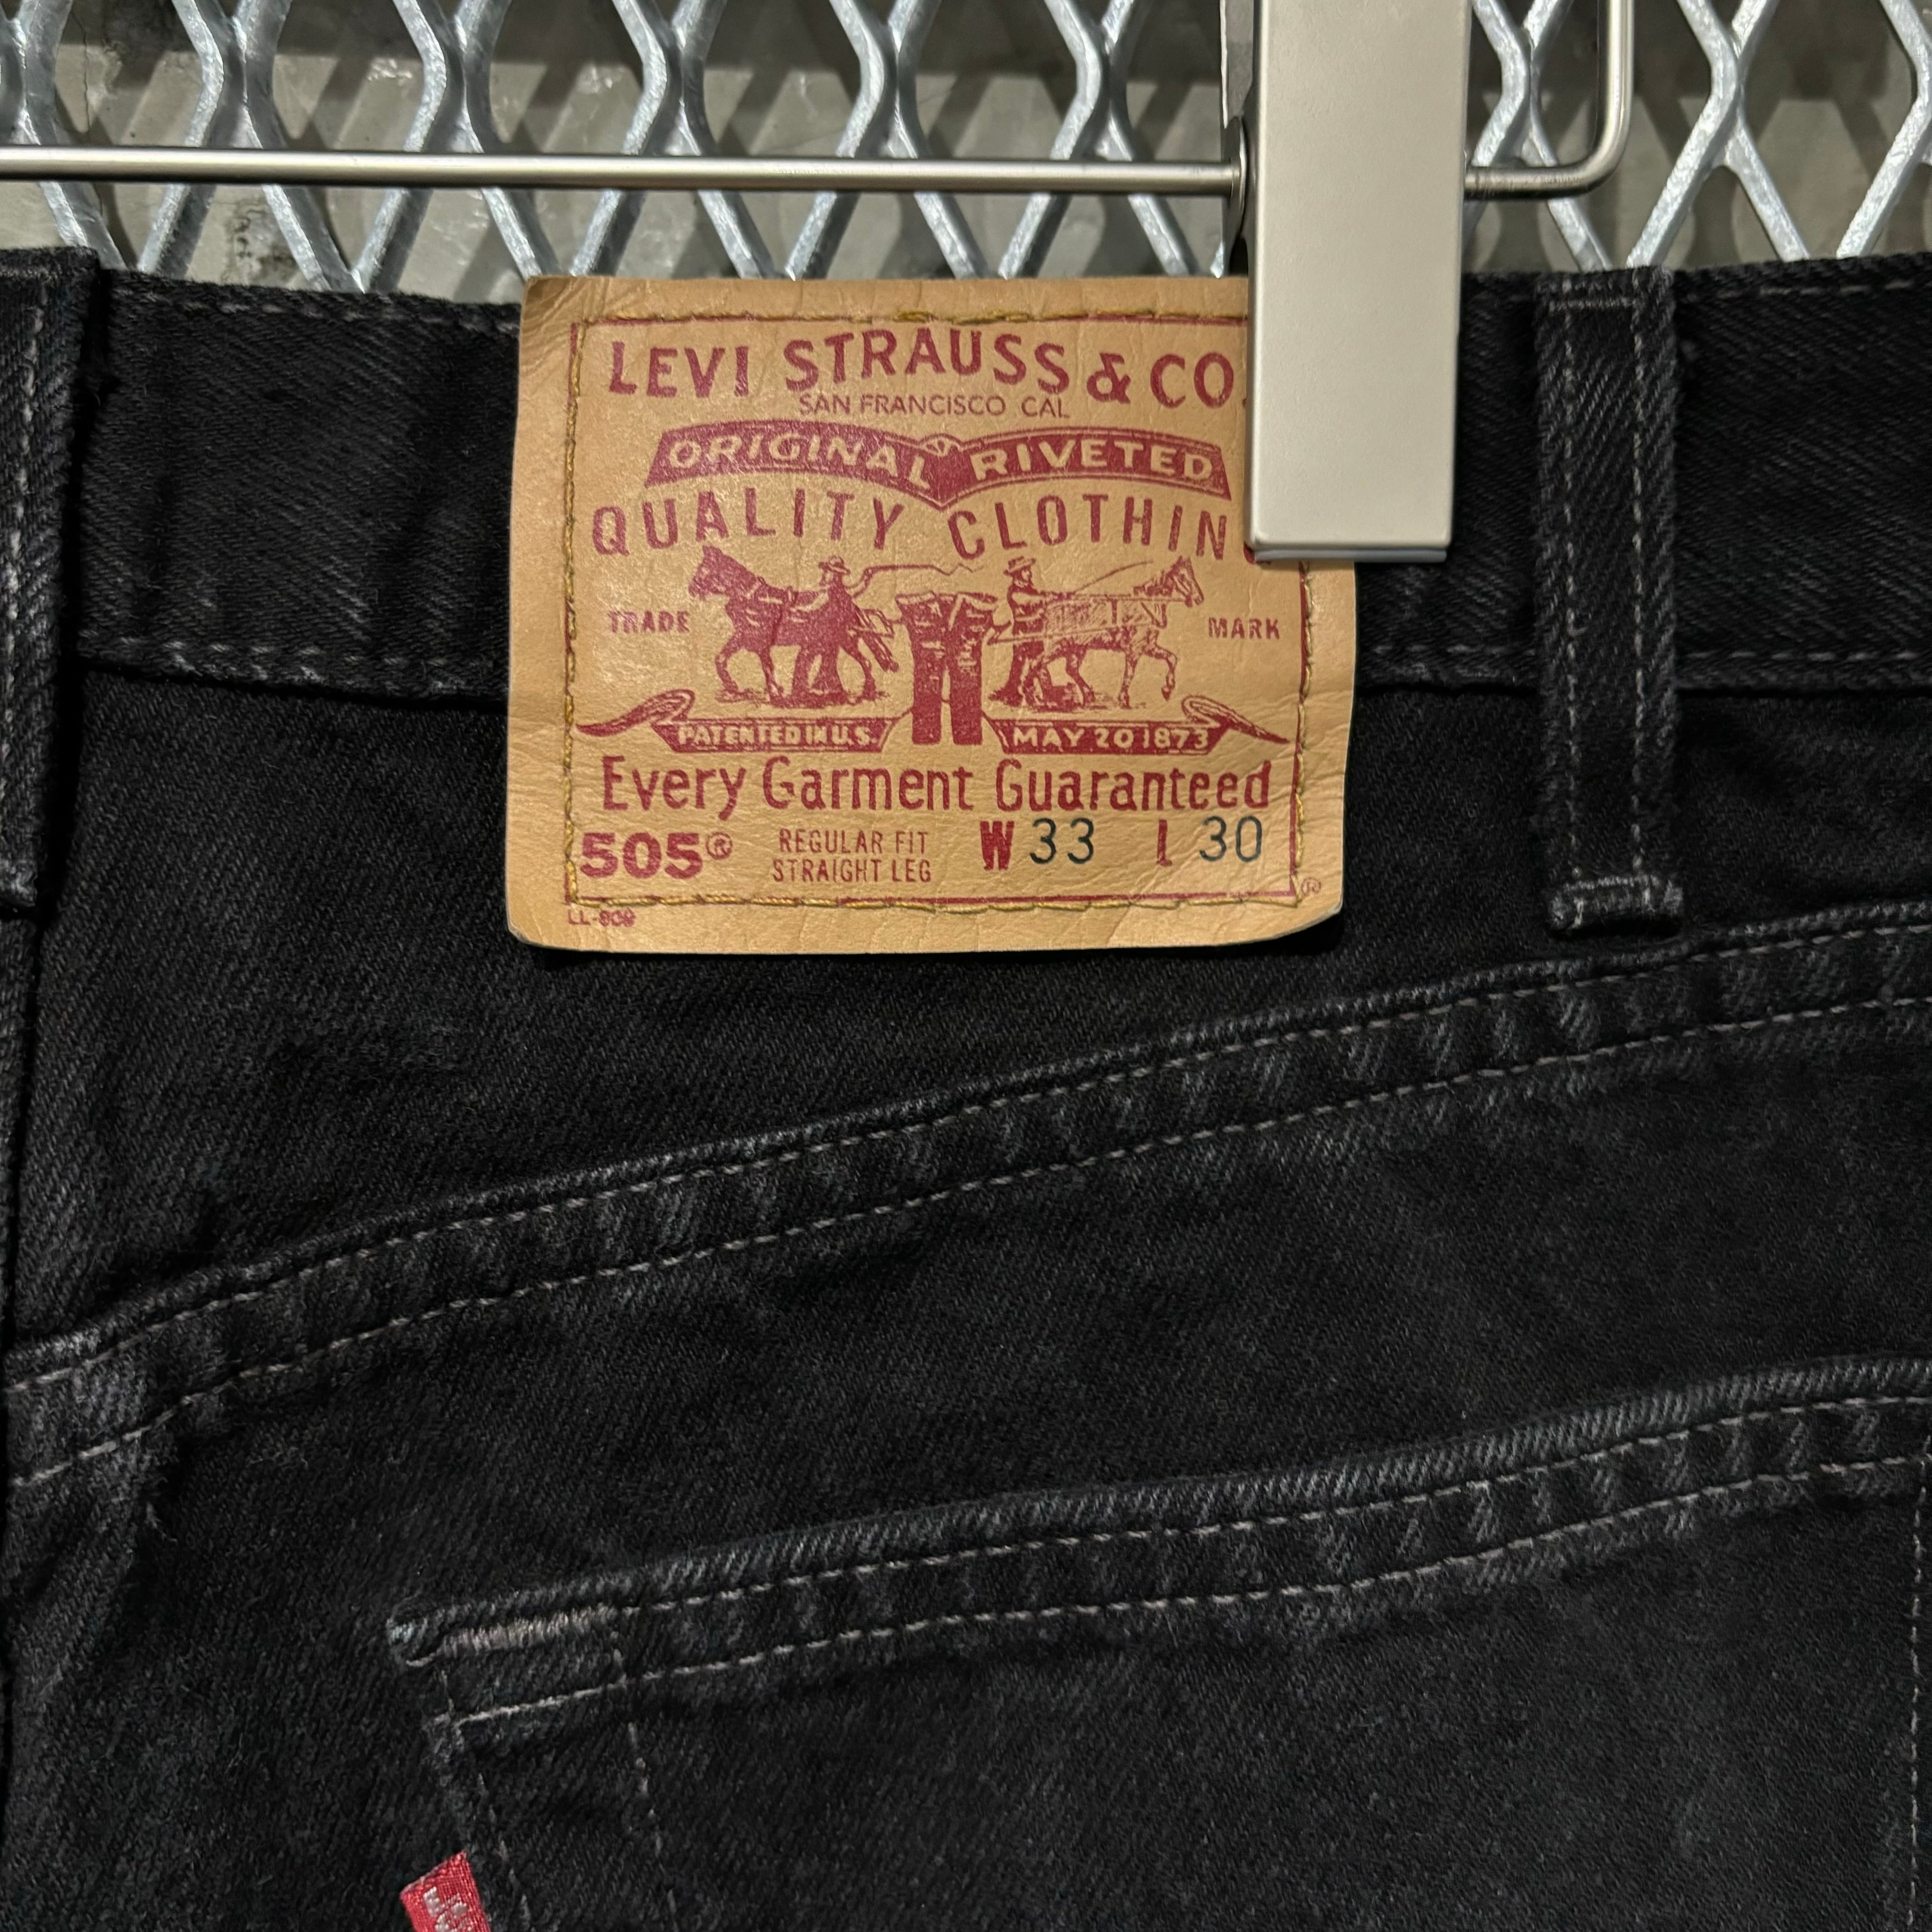 LEVI STRAUSS & CO.
SAN FRANCISCO CAL
ORIGINAL RIVETED
QUALITY CLOTHIN
TRADE MARK
PATENTED IN U.S. MAY 20 1873
Every Garment Guaranteed
505® REGULAR FIT W 33 L 30
STRAIGHT LEG
®